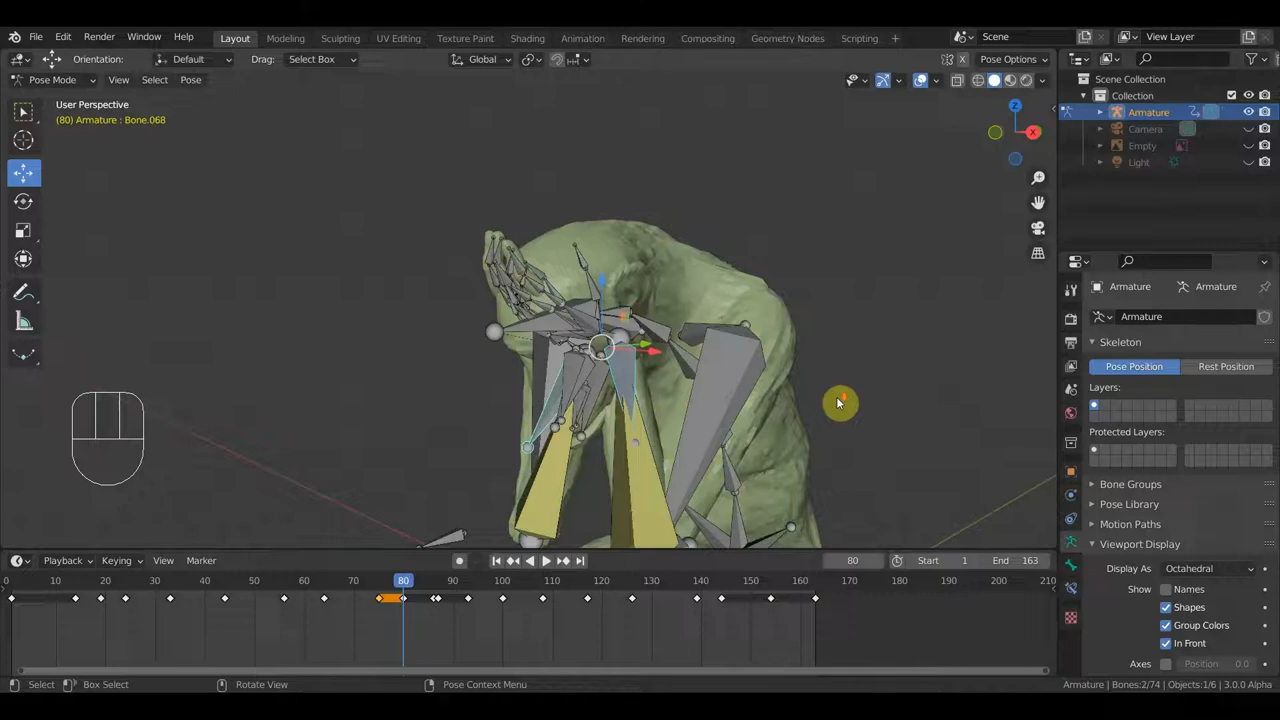 File Edit Render Window Help Layout Modeling Sculpting UV Editing Texture Paint Shading Animation Rendering Compositing Geometry Nodes Scripting + Scene View Layer
Orientation: Default Drag: Select Box Global X Pose Options
Pose Mode View Select Pose
User Perspective
(80) Armature : Bone.068
Z
X
Scene Collection
Collection
Armature
Camera
Empty
Light
Armature Armature
Armature
Skeleton
Pose Position Rest Position
Layers:
Protected Layers:
Bone Groups
Pose Library
Motion Paths
Viewport Display
Display As Octahedral
Show Names
Shapes
Group Colors
In Front
Axes Position 0.0
Playback Keying View Marker 80 Start 1 End 163
0 10 20 30 40 50 60 70 80 90 100 110 120 130 140 150 160 170 180 190 200 210
Select Box Select Rotate View Pose Context Menu Armature | Bones:2/74 | Objects:1/6 | 3.0.0 Alpha